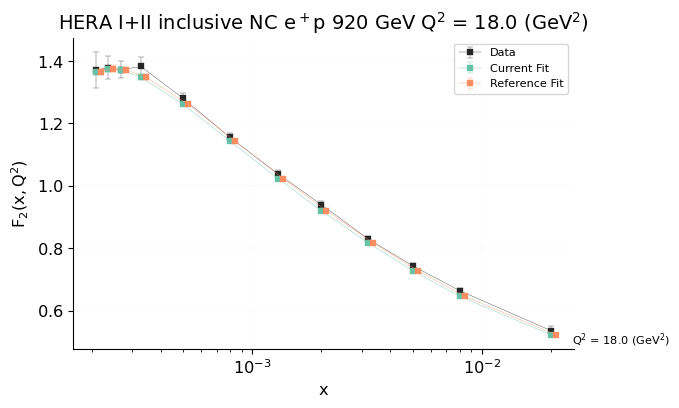 HERA I+II inclusive NC e⁺p 920 GeV Q² = 18.0 (GeV²)
Data
Current Fit
Reference Fit
1.4
1.2
1.0
0.8
0.6
F₂(x, Q²)
Q² = 18.0 (GeV²)
10⁻³
10⁻²
x